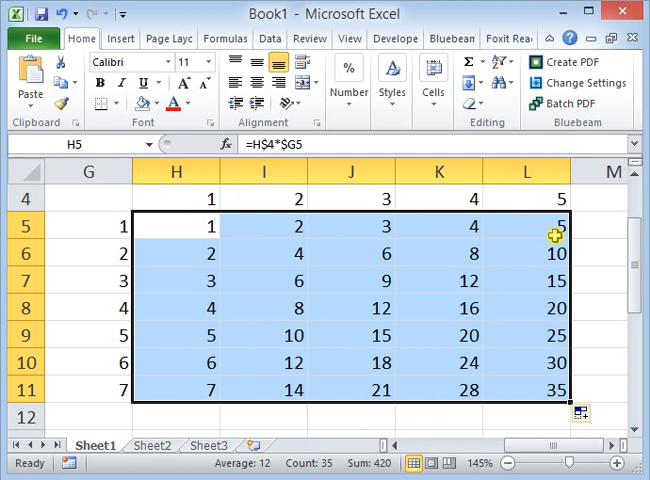 Book1 - Microsoft Excel
File Home Insert Page Layc Formulas Data Review View Develope Bluebeam Foxit Rea
Paste
Calibri 11
B I U A A
% Number
Styles
Cells
Editing
Create PDF
Change Settings
Batch PDF
Clipboard Font Alignment Editing Bluebeam
H5 fx =H$4*$G5
G H I J K L M
4 1 2 3 4 5
5 1 1 2 3 4 5
6 2 2 4 6 8 10
7 3 3 6 9 12 15
8 4 4 8 12 16 20
9 5 5 10 15 20 25
10 6 6 12 18 24 30
11 7 7 14 21 28 35
12
Sheet1 Sheet2 Sheet3
Ready Average: 12 Count: 35 Sum: 420 145%